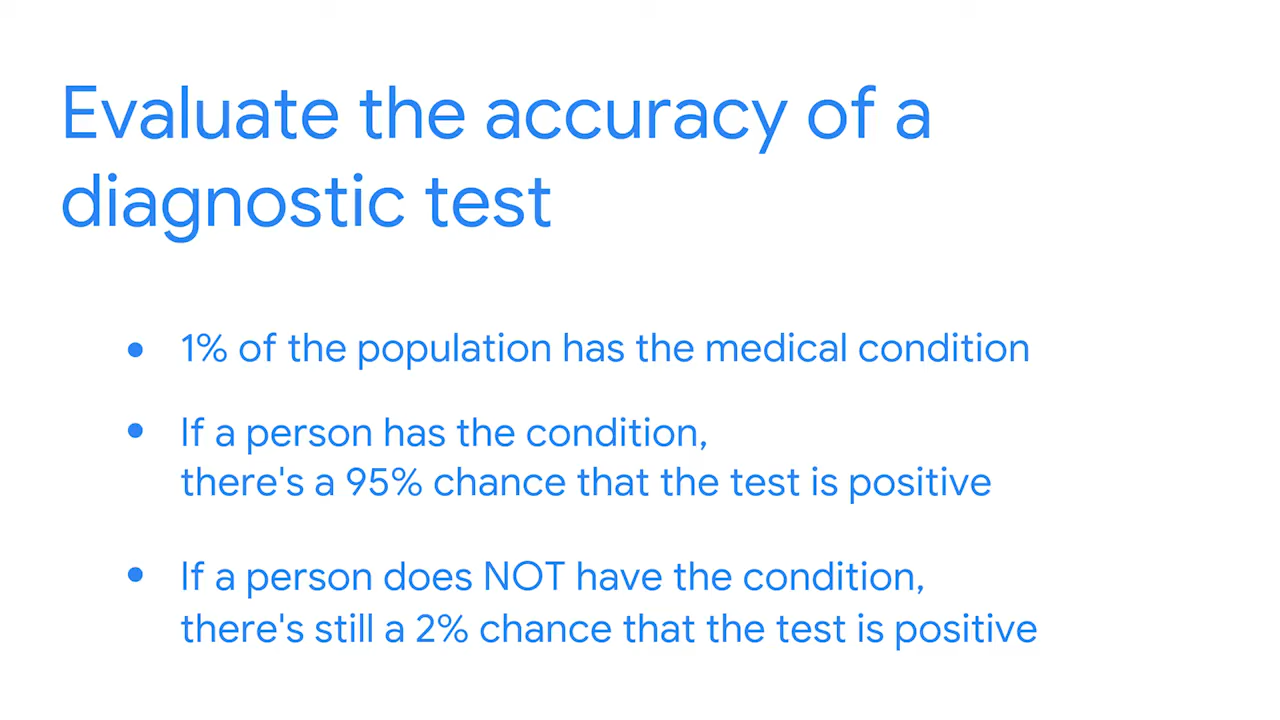 Evaluate the accuracy of a
diagnostic test
• 1% of the population has the medical condition
• If a person has the condition,
there's a 95% chance that the test is positive
• If a person does NOT have the condition,
there's still a 2% chance that the test is positive